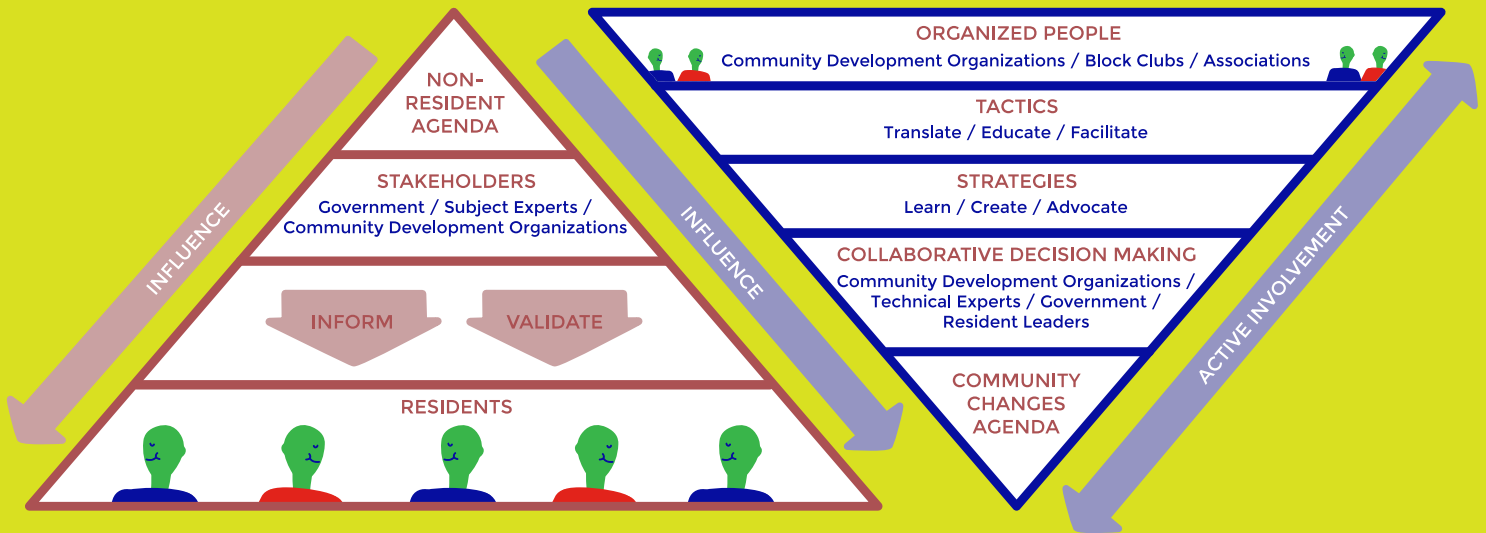 INFLUENCE
NON-
RESIDENT
AGENDA
STAKEHOLDERS
Government / Subject Experts /
Community Development Organizations
INFORM
VALIDATE
RESIDENTS
INFLUENCE
ORGANIZED PEOPLE
Community Development Organizations / Block Clubs / Associations
TACTICS
Translate / Educate / Facilitate
STRATEGIES
Learn / Create / Advocate
COLLABORATIVE DECISION MAKING
Community Development Organizations /
Technical Experts / Government /
Resident Leaders
COMMUNITY
CHANGES
AGENDA
ACTIVE INVOLVEMENT